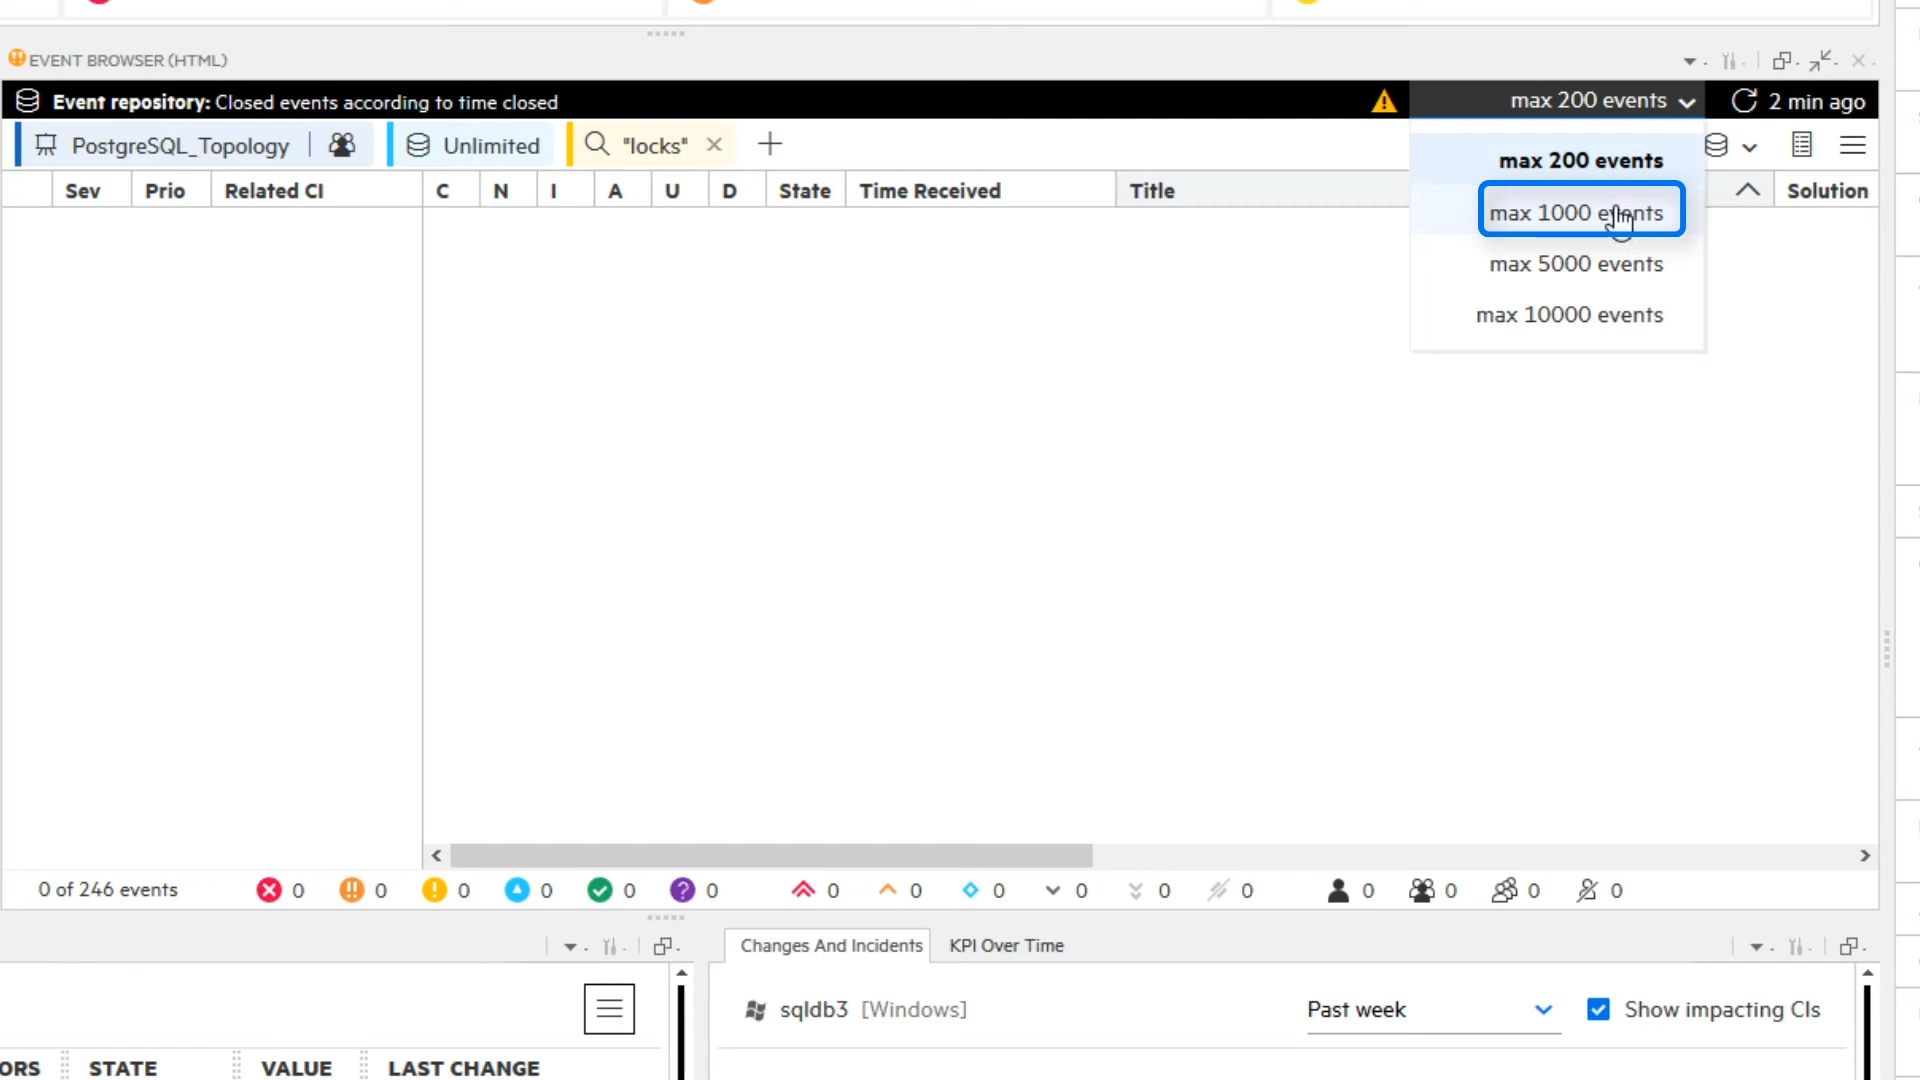 EVENT BROWSER (HTML)
Event repository: Closed events according to time closed
max 200 events
2 min ago
PostgreSQL_Topology
Unlimited
"locks"
max 200 events
max 1000 events
max 5000 events
max 10000 events
Sev Prio Related CI C N I A U D State Time Received Title Solution
0 of 246 events 0 0 0 0 0 0 0 0 0 0 0 0 0 0 0 0
Changes And Incidents KPI Over Time
sqldb3 [Windows] Past week Show impacting CIs
ORS STATE VALUE LAST CHANGE